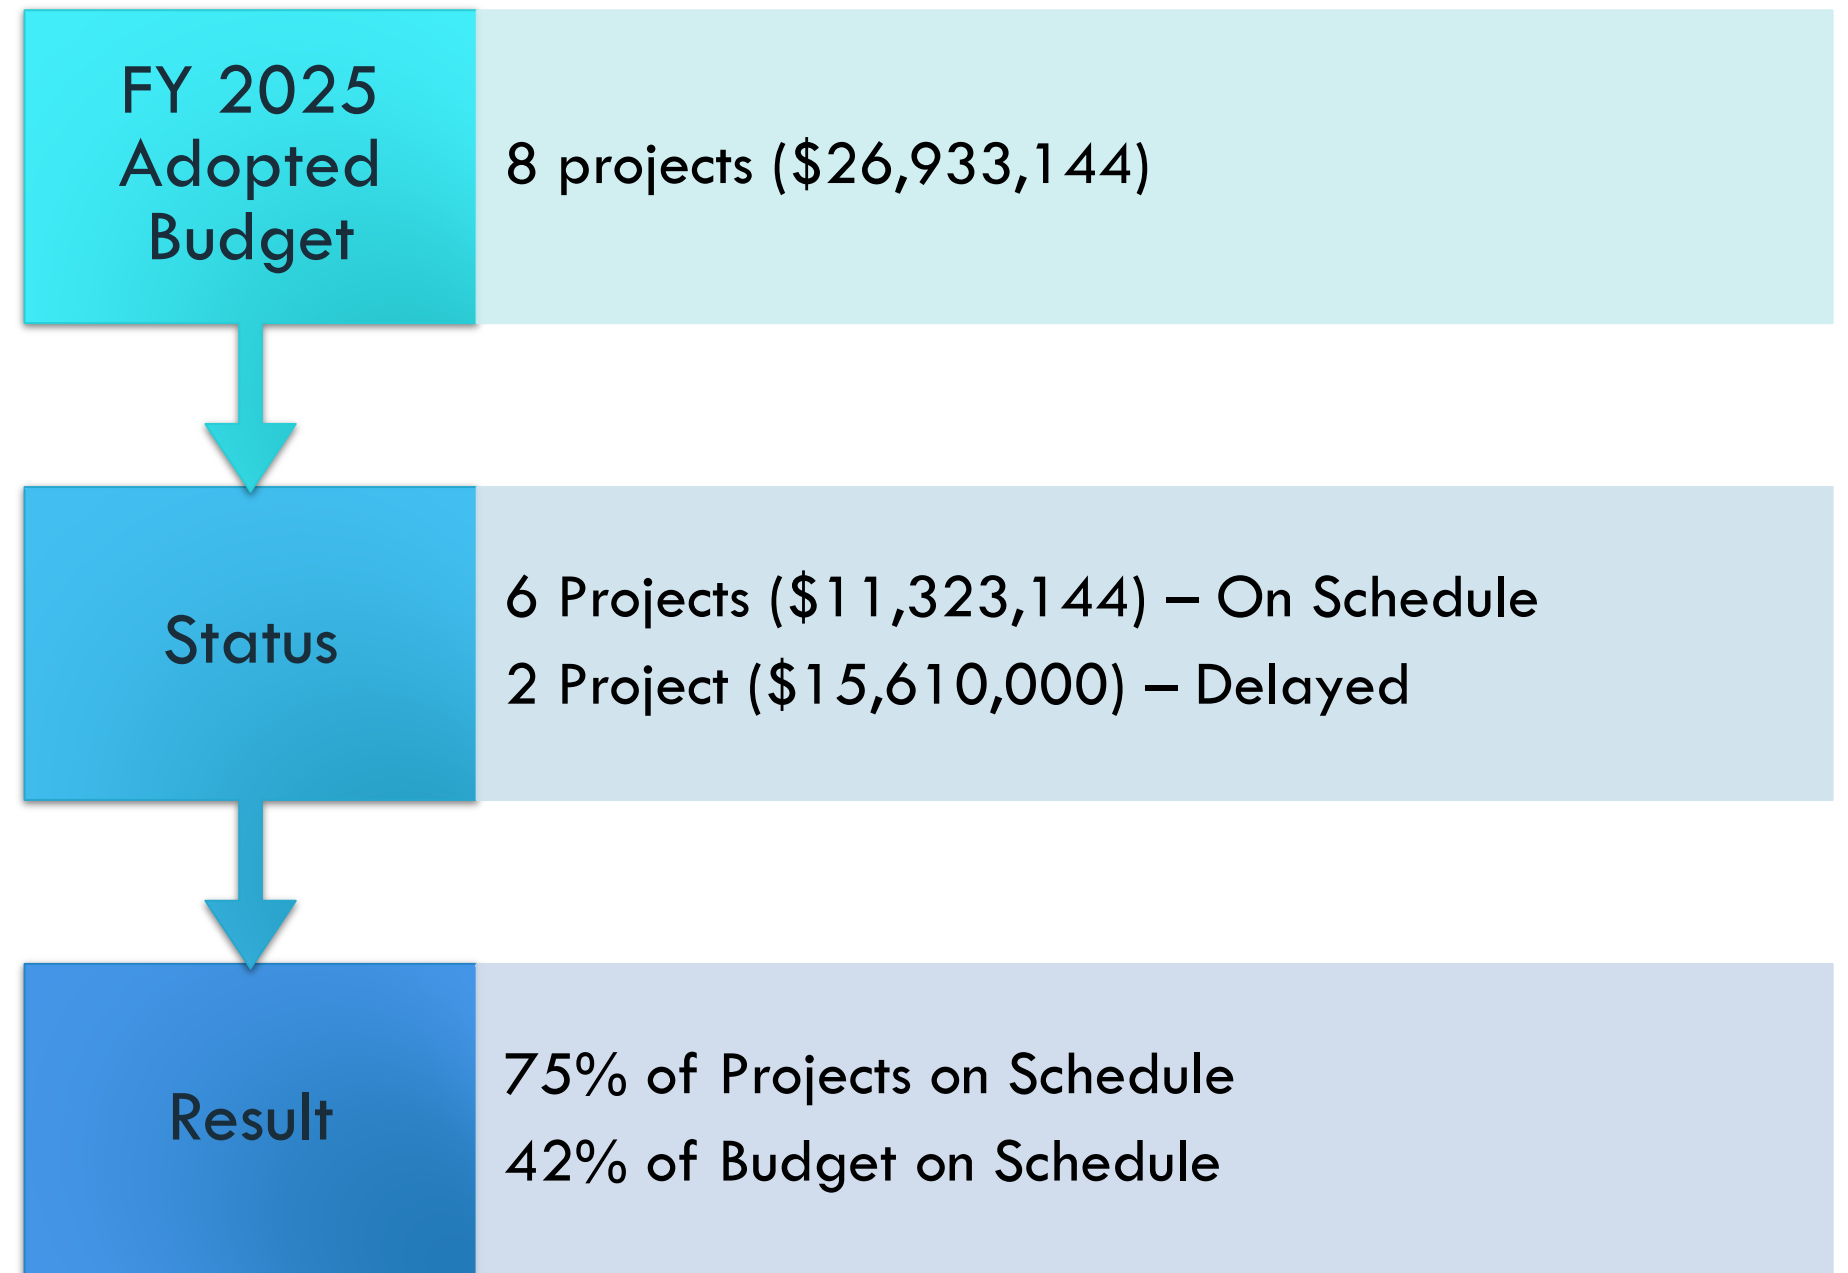 FY 2025
Adopted
Budget
8 projects ($26,933,144)
Status
6 Projects ($11,323,144) – On Schedule
2 Project ($15,610,000) – Delayed
Result
75% of Projects on Schedule
42% of Budget on Schedule